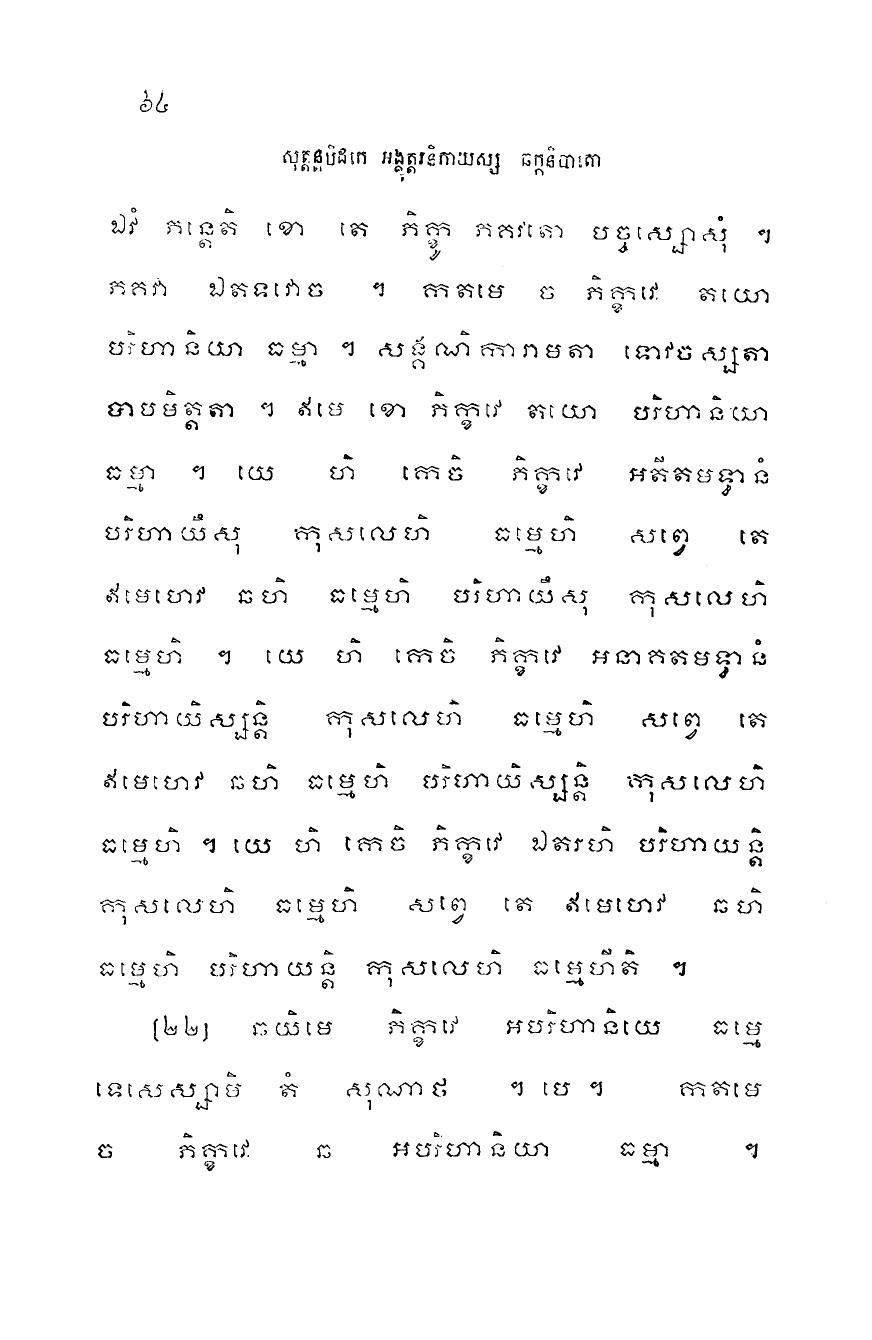 ៦៤
សុត្តន្តបិដកេ អង្គុត្តរនិកាយស្ស ឆក្កនិបាតោ
ឯវំ ភន្តេតិ ខោ តេ ភិក្ខូ ភគវតោ បច្ចស្សោសុំ ។
ភគវា ឯតទវោច ។ កតមេ ច ភិក្ខវេ តយោ
បរិហានិយា ធម្មា ។ សង្គណិការាមតា ទោវចស្សតា
បាបមិត្តតា ។ ឥមេ ខោ ភិក្ខវេ តយោ បរិហានិយា
ធម្មា ។ យេ ហិ កេចិ ភិក្ខវេ អតីតមទ្ធានំ
បរិហាយឹសុ កុសលេហិ ធម្មេហិ សព្វេ តេ
ឥមេហេវ ឆហិ ធម្មេហិ បរិហាយឹសុ កុសលេហិ
ធម្មេហិ ។ យេ ហិ កេចិ ភិក្ខវេ អនាគតមទ្ធានំ
បរិហាយិស្សន្តិ កុសលេហិ ធម្មេហិ សព្វេ តេ
ឥមេហេវ ឆហិ ធម្មេហិ បរិហាយិស្សន្តិ កុសលេហិ
ធម្មេហិ ។ យេ ហិ កេចិ ភិក្ខវេ ឯតរហិ បរិហាយន្តិ
កុសលេហិ ធម្មេហិ សព្វេ តេ ឥមេហេវ ឆហិ
ធម្មេហិ បរិហាយន្តិ កុសលេហិ ធម្មេហីតិ ។
[២២] ឆយិមេ ភិក្ខវេ អបរិហានិយេ ធម្មេ
ទេសេស្សាមិ តំ សុណាថ ។ បេ ។ កតមេ
ច ភិក្ខវេ ឆ អបរិហានិយា ធម្មា ។